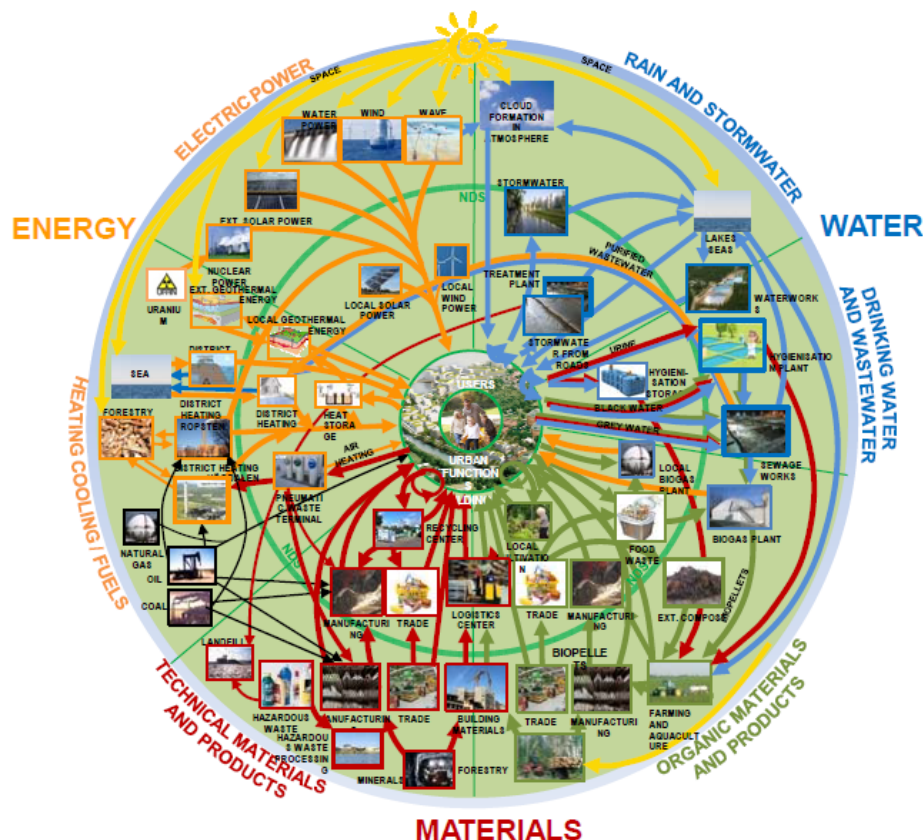 SPACE
SPACE
RAIN AND STORMWATER
ELECTRIC POWER
WATER
POWER
WIND
WAVE
CLOUD
FORMATION
IN
ATMOSPHERE
STORMWATER
NDS
EXT. SOLAR POWER
LAKES
SEAS
ENERGY
WATER
NUCLEAR
POWER
PURIFIED
WASTEWATER
TREATMENT
PLANT
URANIU
M
EXT. GEOTHERMAL
ENERGY
LOCAL SOLAR
POWER
LOCAL
WIND
POWER
WATERWORK
S
DRINKING WATER
AND WASTEWATER
LOCAL GEOTHERMAL
ENERGY
STORMWATE
R FROM
ROADS
URINE
HYGIENISA
TION PLANT
DISTRICT
SEA
USERS
HYGIENI-
SATION
STORAG
DISTRICT
HEATING
ROPSTEN
DISTRICT
HEATING
HEAT
STORA
GE
BLACK WATER
GREY WATER
FORESTRY
HEATING COOLING / FUELS
DISTRICT HEATING
AIR
HEATING
URBAN
FUNCTION
S
SEWAGE
WORKS
PNEUMATI
C WASTE
TERMINAL
LOCAL
BIOGAS
PLANT
RECYCLING
CENTER
BIOGAS PLANT
NATURAL
GAS
OIL
LOCAL
FOOD
WASTE
NDS
COAL
MANUFACTURI
NG
TRADE
LOGISTICS
CENTER
TRADE
MANUFACTURI
NG
EXT. COMPOST
BIOPELLETS
LANDFILL
BIOPELLE
TS
TECHNICAL MATERIALS
AND PRODUCTS
HAZARDOUS
WASTE
MANUFACTURIN
TRADE
BUILDING
MATERIALS
TRADE
MANUFACTURI
NG
FARMING
AND
AQUACULT
URE
ORGANIC MATERIALS
AND PRODUCTS
HAZARDOU
S WASTE
PROCESSING
MINERALS
FORESTRY
MATERIALS